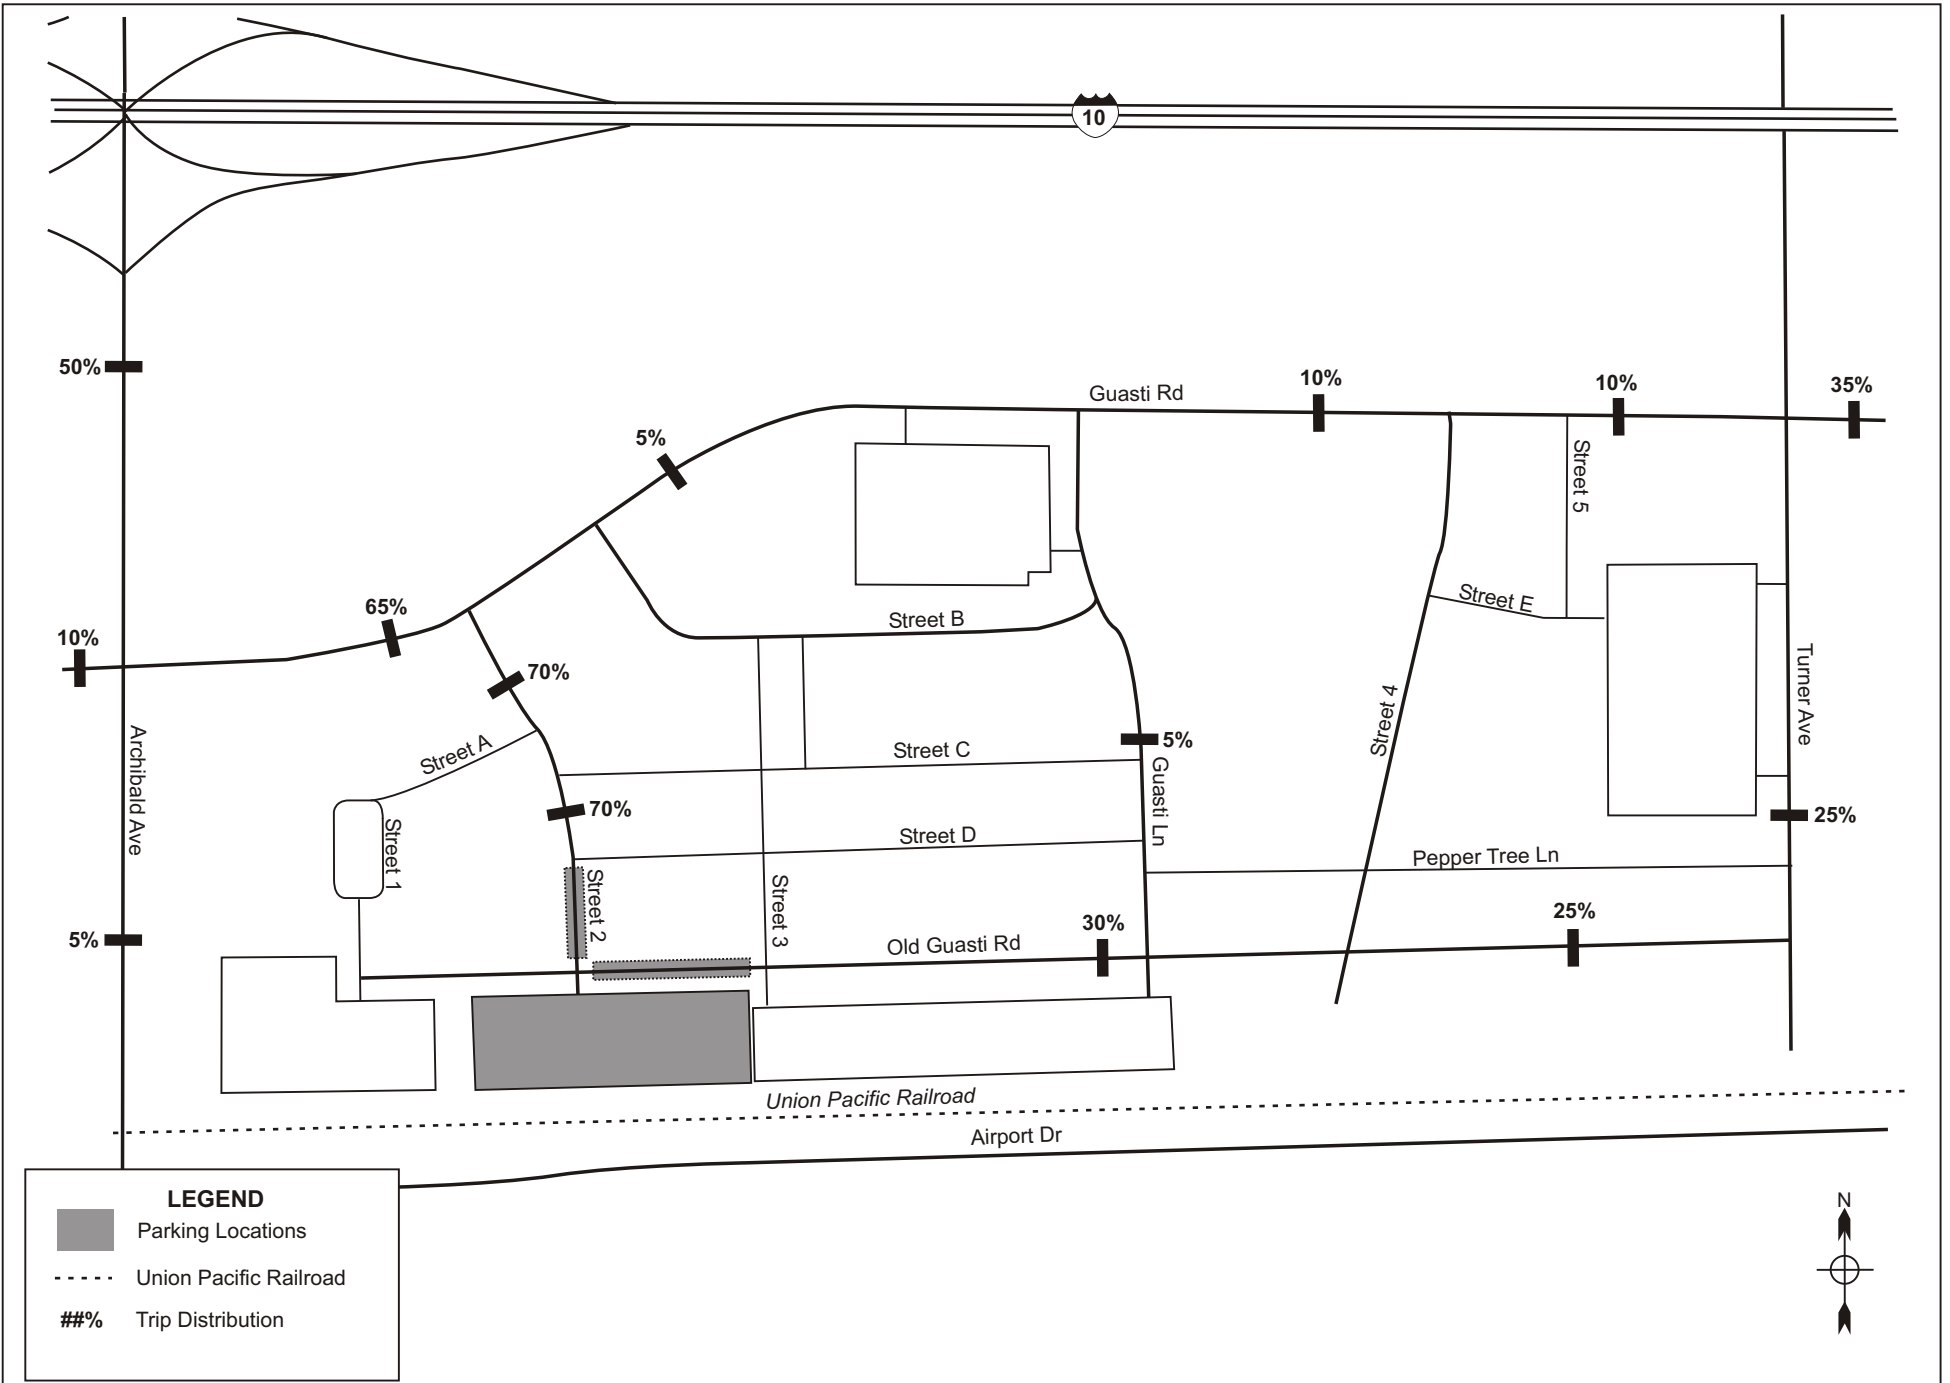 10
50%
Guasti Rd
10%
10%
35%
5%
Street 5
65%
10%
Street B
Street E
70%
Archibald Ave
Street A
Street C
5%
Street 4
Turner Ave
Guasti Ln
70%
Street 1
Street D
25%
Pepper Tree Ln
Street 2
Street 3
5%
Old Guasti Rd
30%
25%
Union Pacific Railroad
Airport Dr
LEGEND
Parking Locations
Union Pacific Railroad
##% Trip Distribution
N